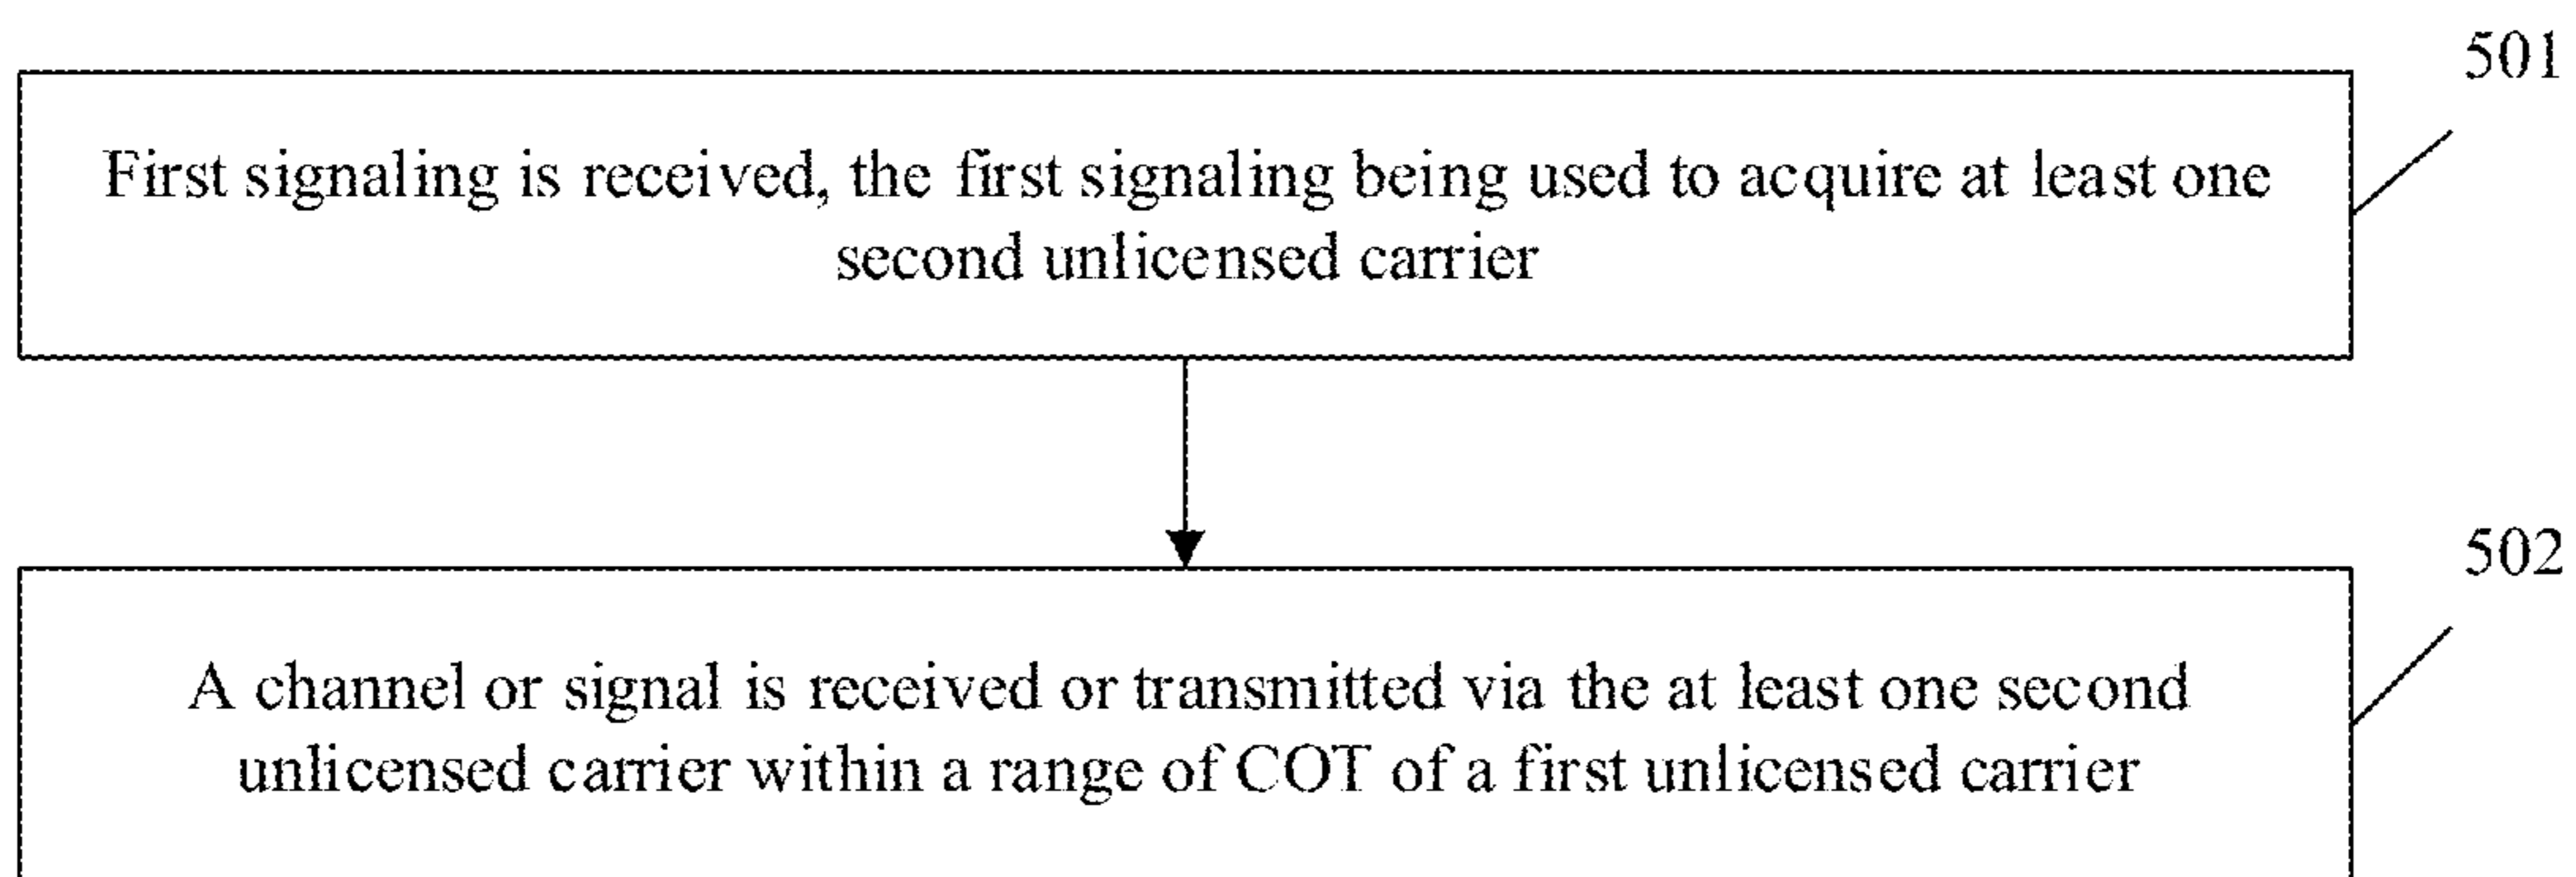 501
First signaling is received, the first signaling being used to acquire at least one
second unlicensed carrier
502
A channel or signal is received or transmitted via the at least one second
unlicensed carrier within a range of COT of a first unlicensed carrier